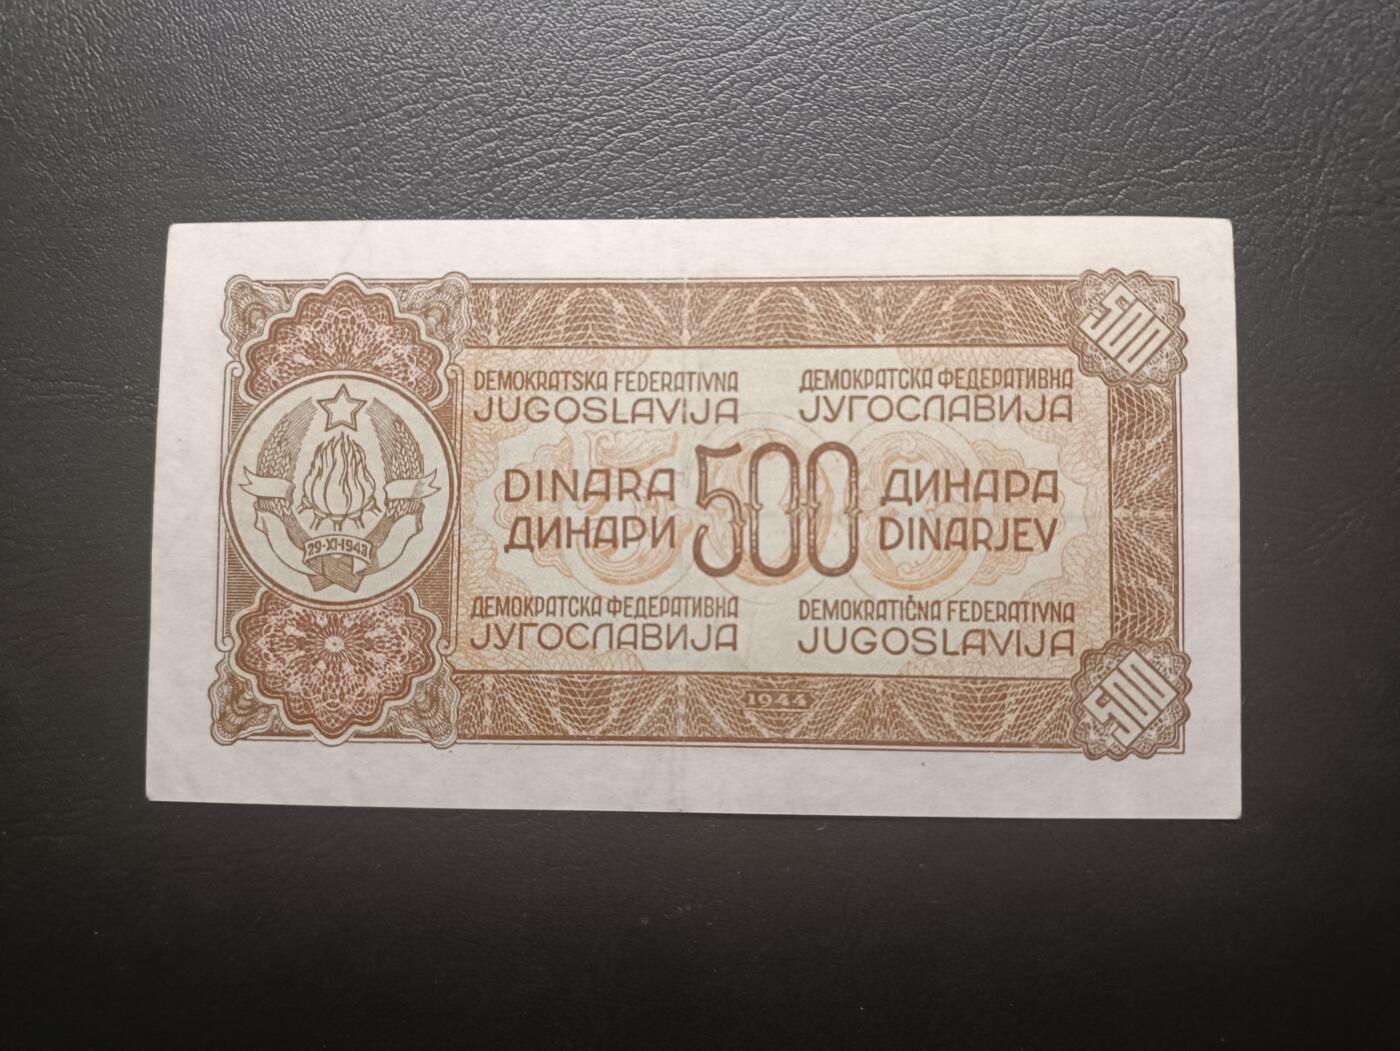 500
DEMOKRATSKA FEDERATIVNA
JUGOSLAVIJA
ДЕМОКРАТСКА ФЕДЕРАТИВНА
ЈУГОСЛАВИЈА
DINARA
ДИНАРИ
500
ДИНАРА
DINARJEV
29-XI-1943
ДЕМОКРАТСКА ФЕДЕРАТИВНА
ЈУГОСЛАВИЈА
DEMOKRATIČNA FEDERATIVNA
JUGOSLAVIJA
1944
500
500